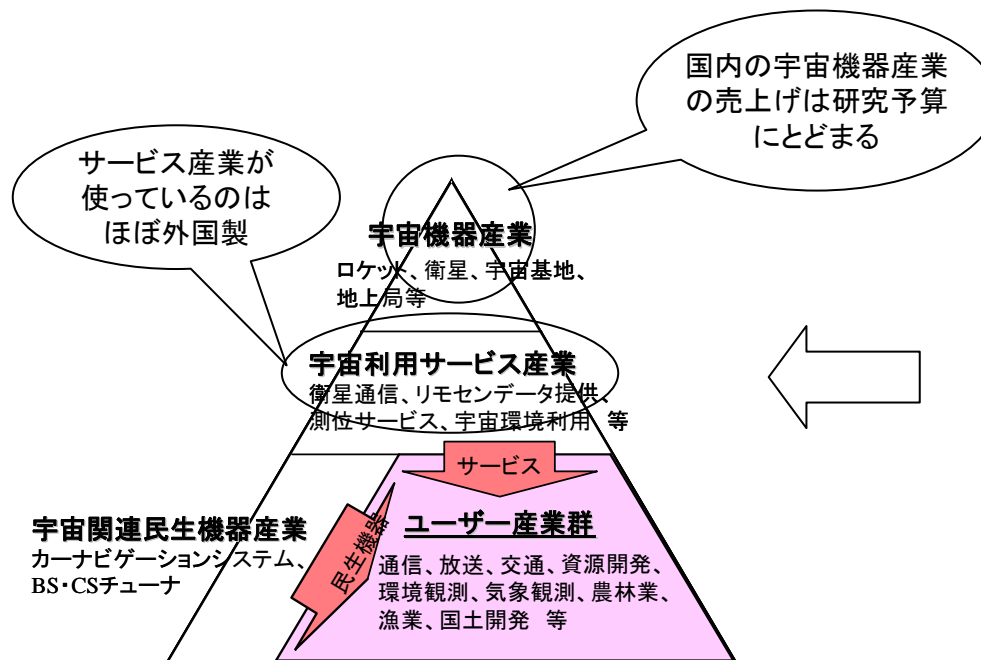 国内の宇宙機器産業
の売上げは研究予算
にとどまる
サービス産業が
使っているのは
ほぼ外国製
宇宙機器産業
ロケット、衛星、宇宙基地、
地上局等
宇宙利用サービス産業
衛星通信、リモセンデータ提供、
測位サービス、宇宙環境利用 等
サービス
宇宙関連民生機器産業
カーナビゲーションシステム、
BS・CSチューナ
民生機器
ユーザー産業群
通信、放送、交通、資源開発、
環境観測、気象観測、農林業、
漁業、国土開発 等